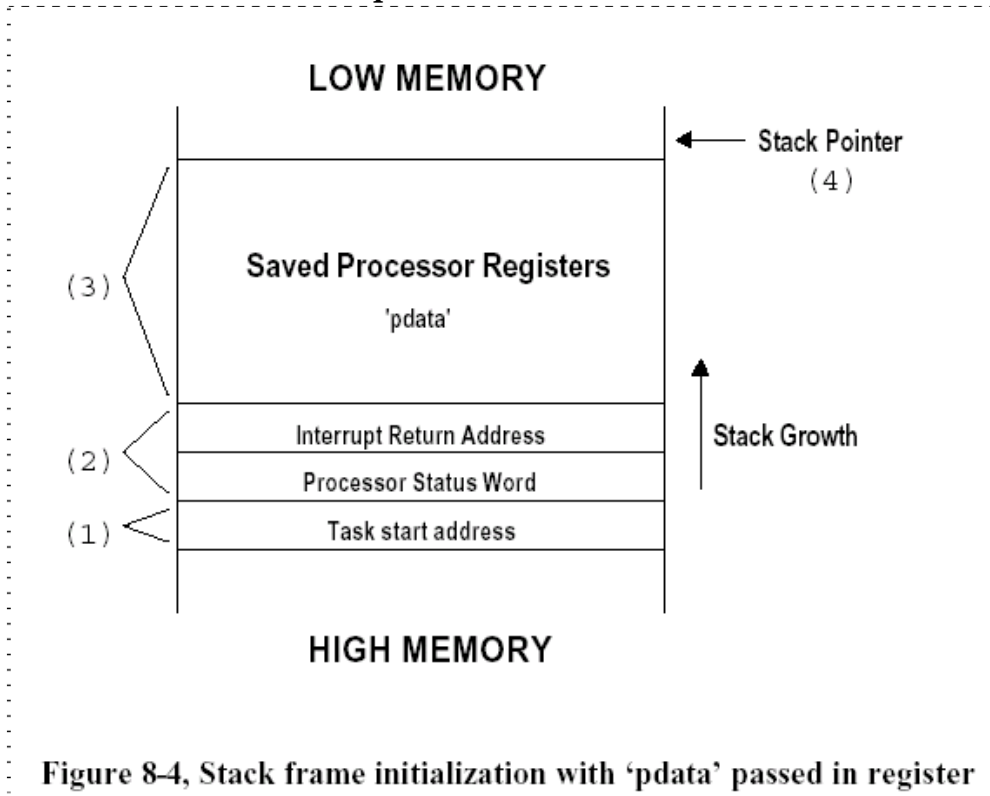 LOW MEMORY
Stack Pointer
(4)
Saved Processor Registers
'pdata'
(3)
Interrupt Return Address
Stack Growth
(2)
Processor Status Word
(1)
Task start address
HIGH MEMORY
Figure 8-4, Stack frame initialization with ‘pdata’ passed in register